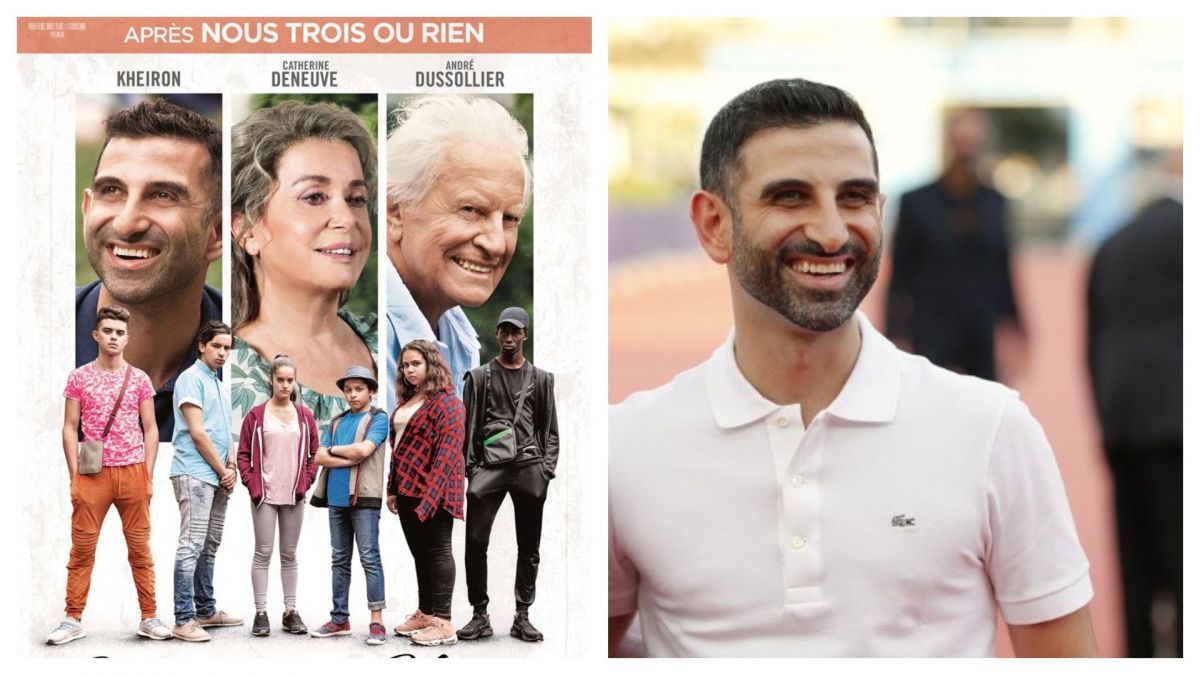 APRÈS NOUS TROIS OU RIEN
KHEIRON
CATHERINE
DENEUVE
ANDRÉ
DUSSOLLIER